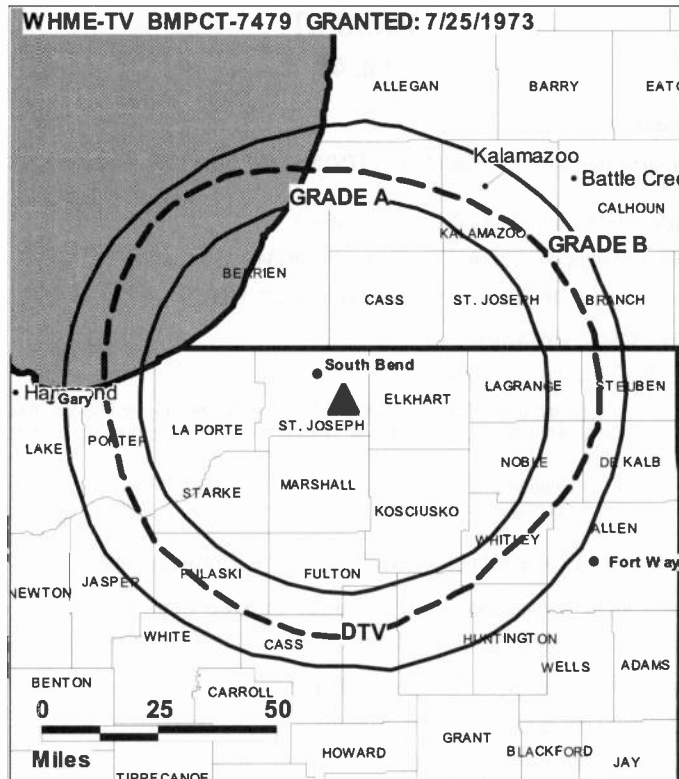 WHME-TV BMPCT-7479 GRANTED: 7/25/1973
ALLEGAN BARRY EATO
Kalamazoo
Battle Cree
GRADE A
CALHOUN
KALAMAZOO
GRADE B
BERRIEN
CASS ST. JOSEPH BRANCH
South Bend
Hammond
Gary
LAGRANGE STEUBEN
ELKHART
LA PORTE ST. JOSEPH
PORTER
LAKE
NOBLE DE KALB
MARSHALL
STARKE
KOSCIUSKO
ALLEN
WHITLEY
Fort Way
PULASKI FULTON
JASPER
NEWTON
DTV
WHITE CASS HUNTINGTON
WELLS ADAMS
BENTON
CARROLL
0 25 50
Miles
GRANT
HOWARD BLACKFORD
JAY
TIPPECANOE